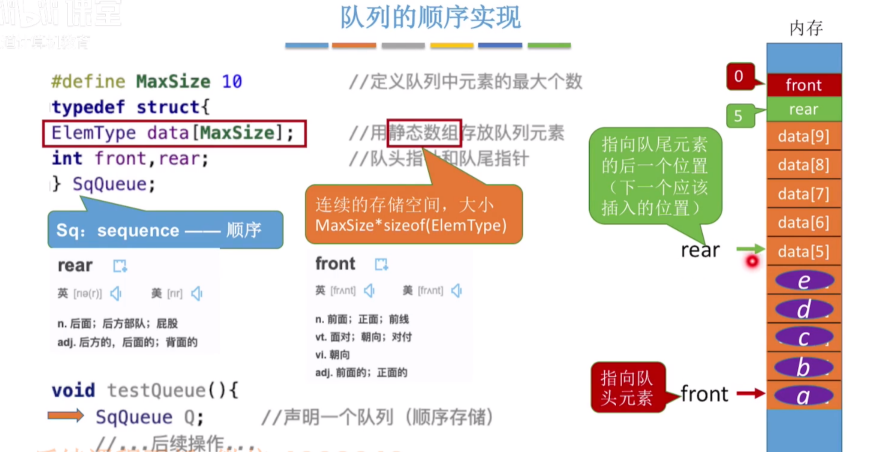 队列的顺序实现
#define MaxSize 10 //定义队列中元素的最大个数
typedef struct{
ElemType data[MaxSize]; //用静态数组存放队列元素
int front,rear; //队头指针和队尾指针
} SqQueue;
Sq：sequence —— 顺序
连续的存储空间，大小
MaxSize*sizeof(ElemType)
rear
英 [rɪə(r)] 美 [rɪr]
n. 后面；后方部队；屁股
adj. 后方的，后面的；背面的
front
英 [frʌnt] 美 [frʌnt]
n. 前面；正面；前线
vt. 面对；朝向；对付
vi. 朝向
adj. 前面的；正面的
void testQueue(){
SqQueue Q; //声明一个队列（顺序存储）
//...后续操作...
内存
0
front
5
rear
data[9]
data[8]
data[7]
data[6]
data[5]
e
d
c
b
a
指向队尾元素
的后一个位置
（下一个应该
插入的位置）
rear
指向队
头元素
front